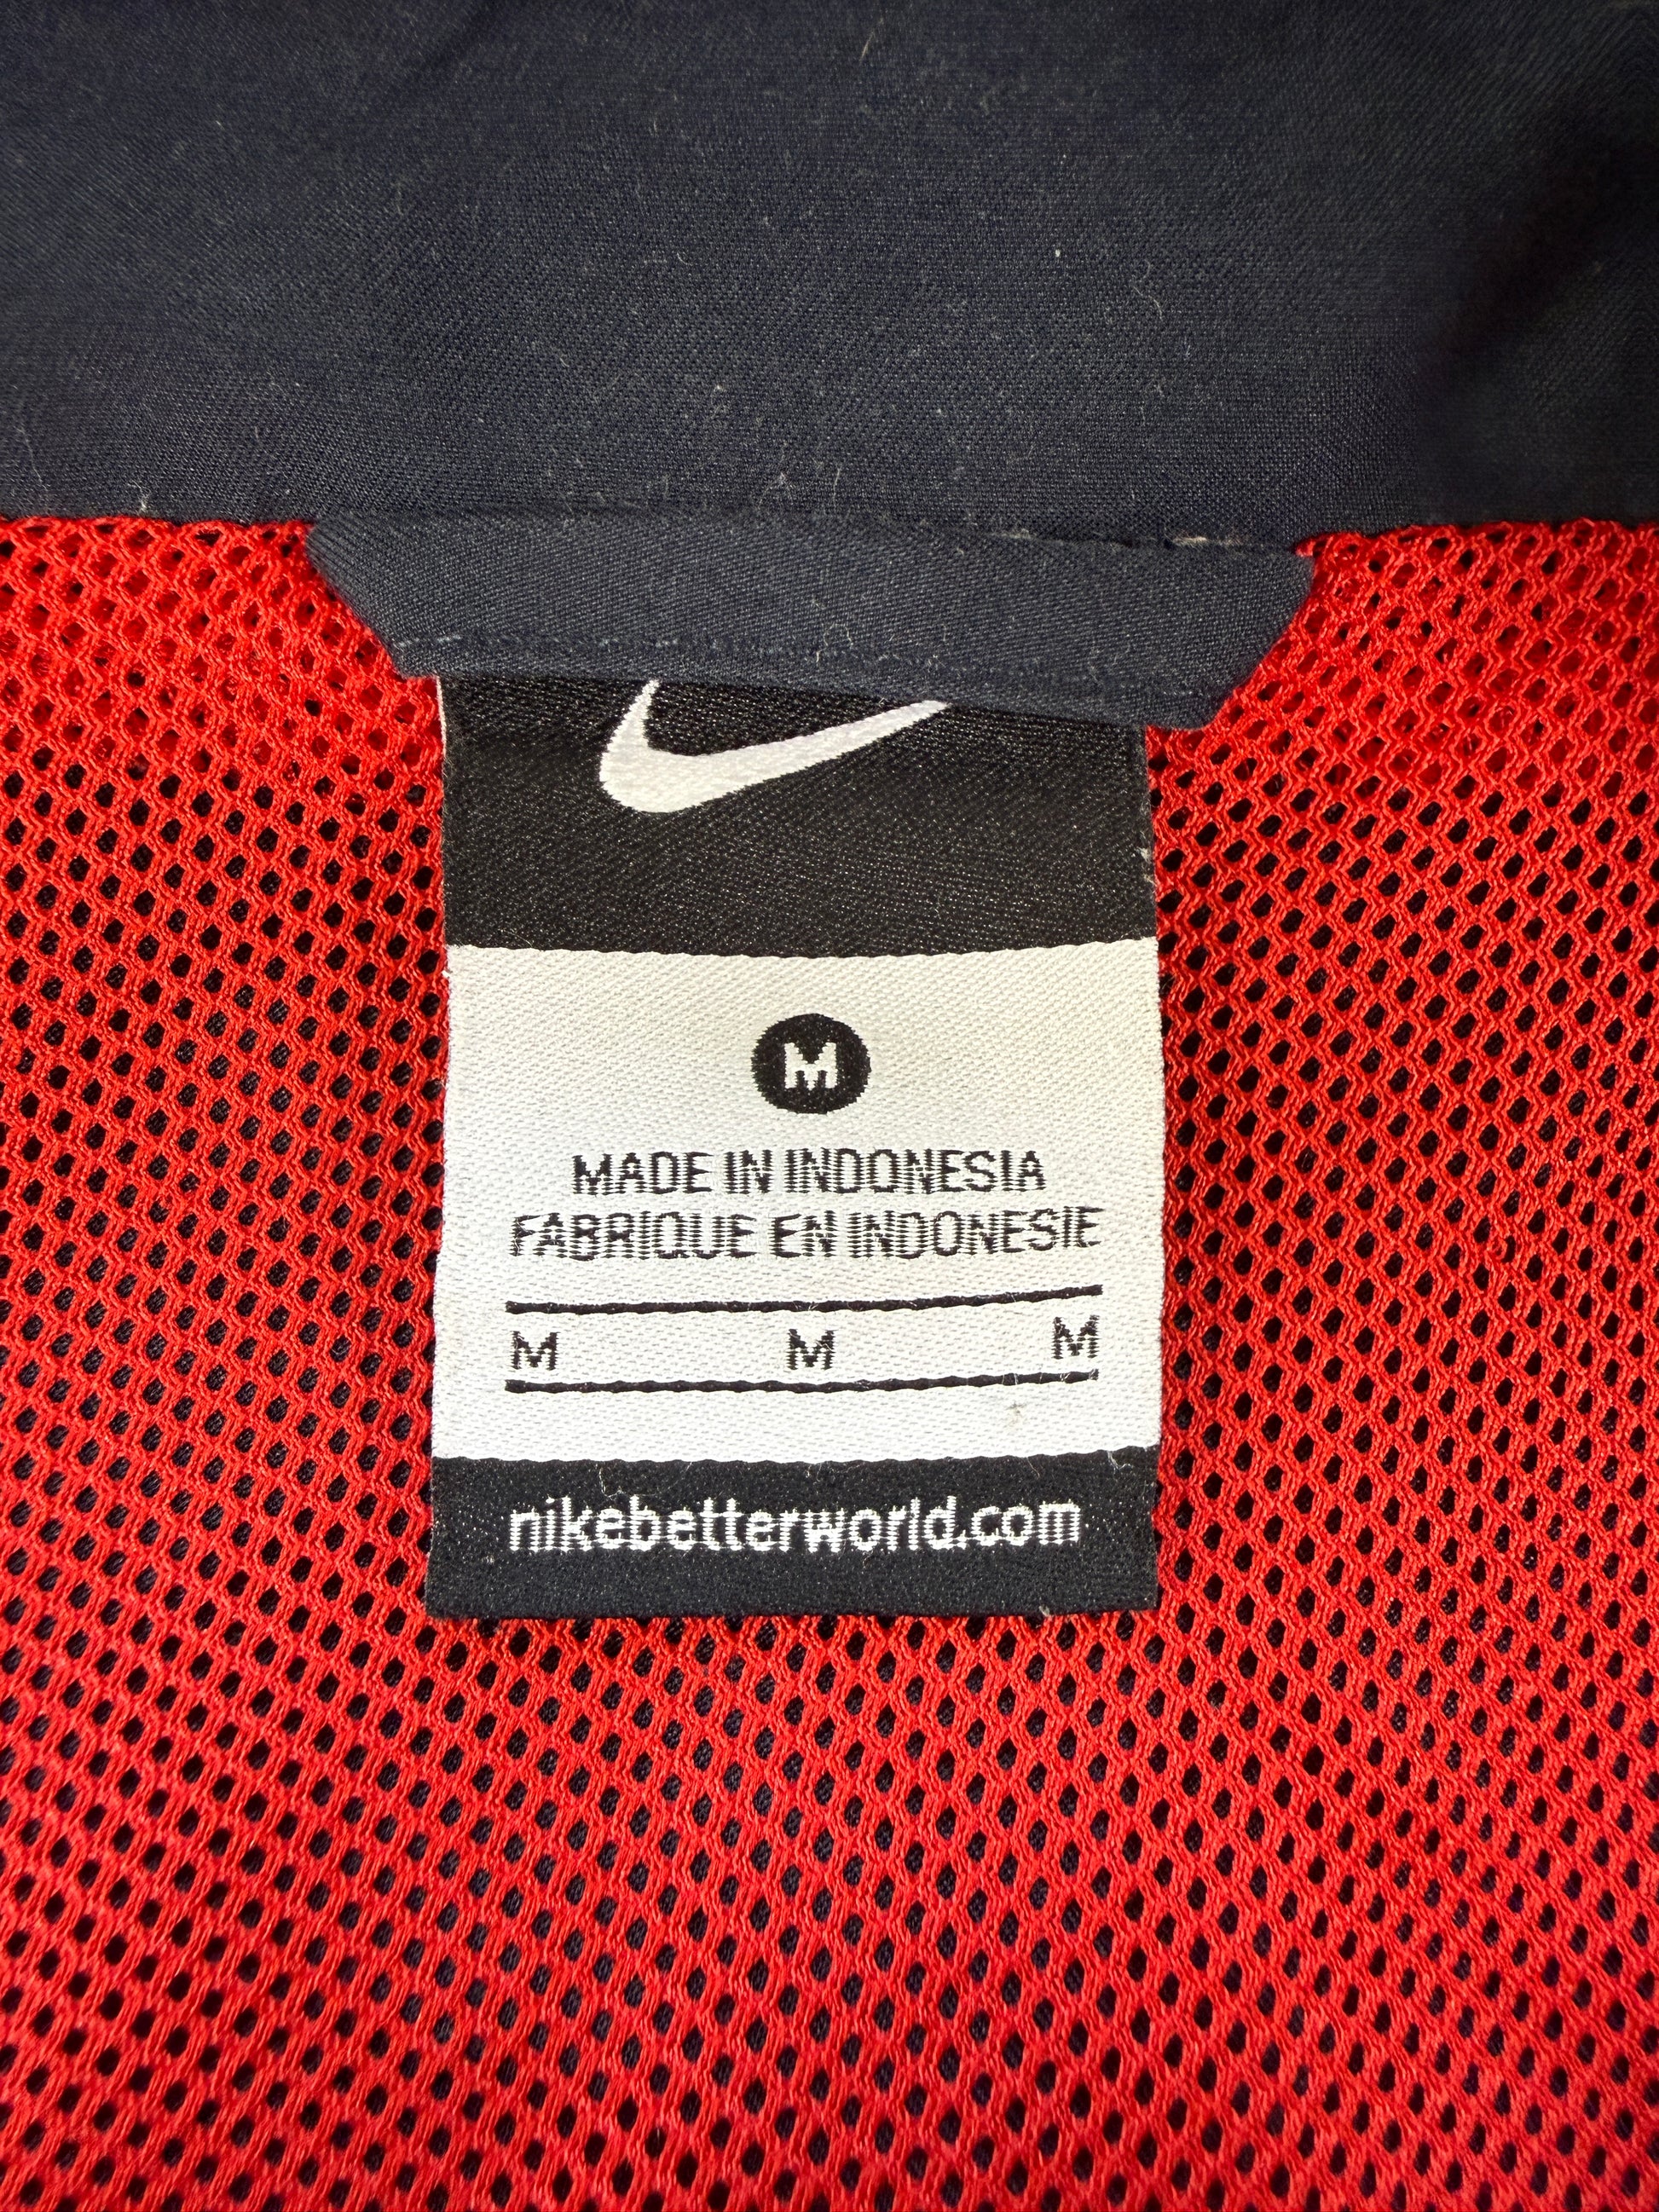 M
MADE IN INDONESIA
FABRIQUE EN INDONESIE
M M M
nikebetterworld.com